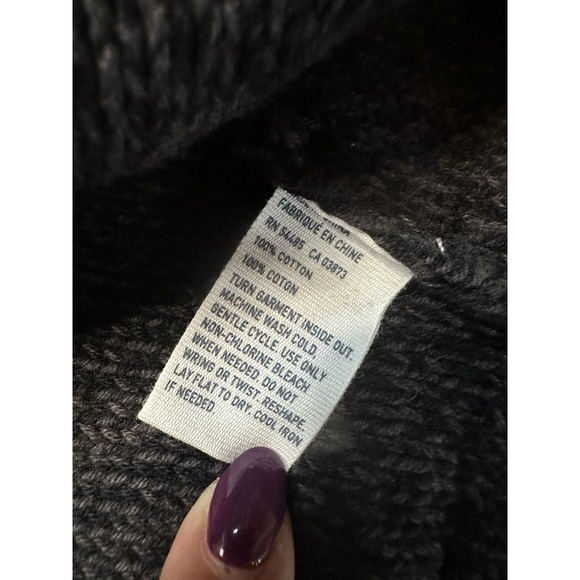 FABRIQUE EN CHINE
RN 54485 CA 03873
100% COTTON
100% COTON
TURN GARMENT INSIDE OUT.
MACHINE WASH COLD,
GENTLE CYCLE. USE ONLY
NON-CHLORINE BLEACH
WHEN NEEDED. DO NOT
WRING OR TWIST. RESHAPE.
LAY FLAT TO DRY. COOL IRON
IF NEEDED.